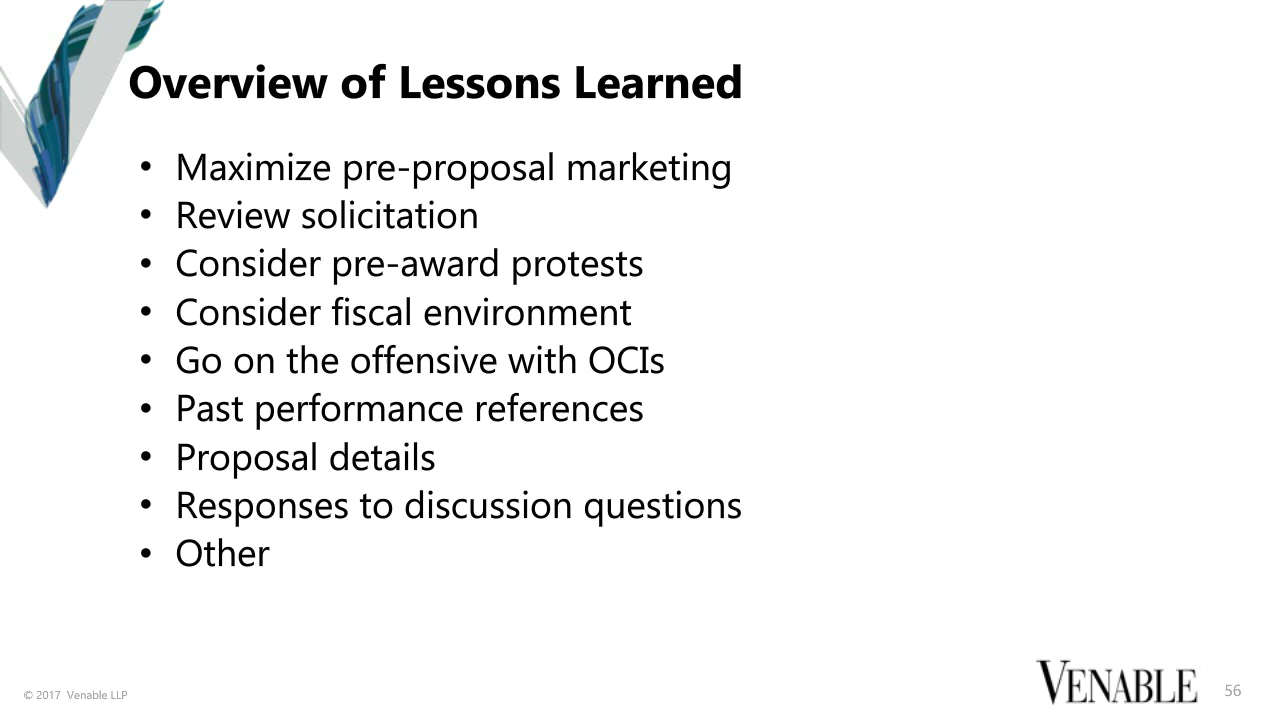 Overview of Lessons Learned
• Maximize pre-proposal marketing
• Review solicitation
• Consider pre-award protests
• Consider fiscal environment
• Go on the offensive with OCIs
• Past performance references
• Proposal details
• Responses to discussion questions
• Other
© 2017 Venable LLP
VENABLE
56